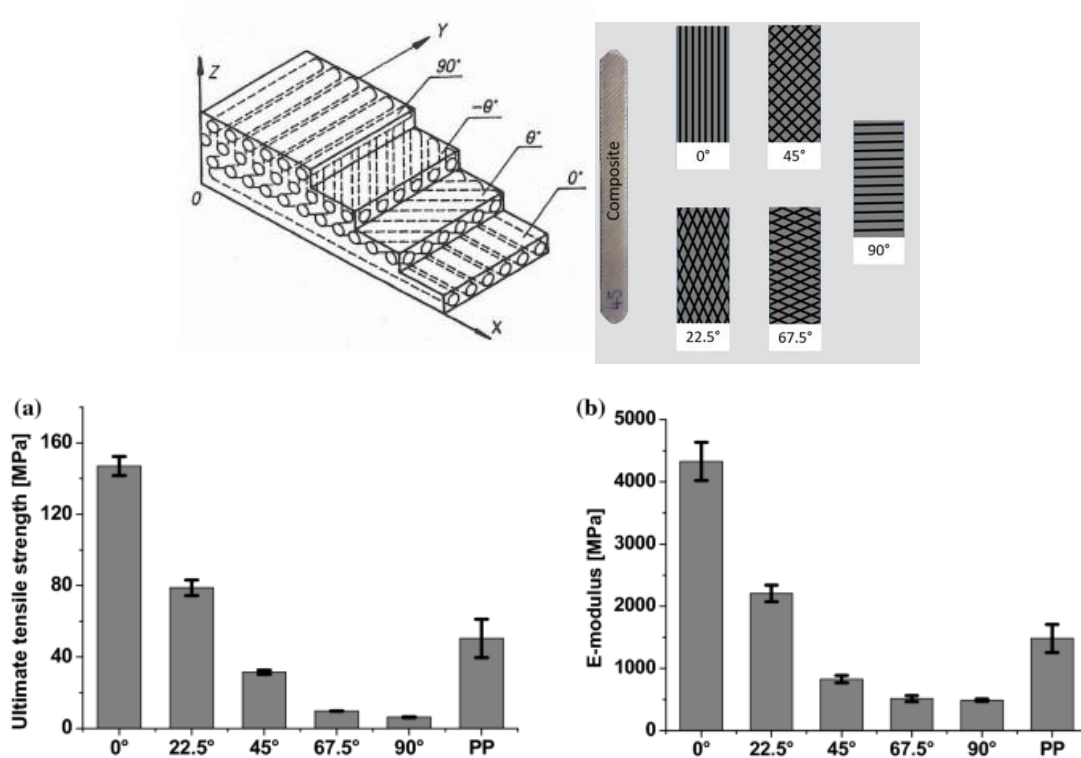 Y
Z
90°
-θ°
θ°
0°
O
X
Composite
45
0°
45°
90°
22.5°
67.5°
(a)
Ultimate tensile strength [MPa]
160
120
80
40
0
0°
22.5°
45°
67.5°
90°
PP
(b)
E-modulus [MPa]
5000
4000
3000
2000
1000
0
0°
22.5°
45°
67.5°
90°
PP